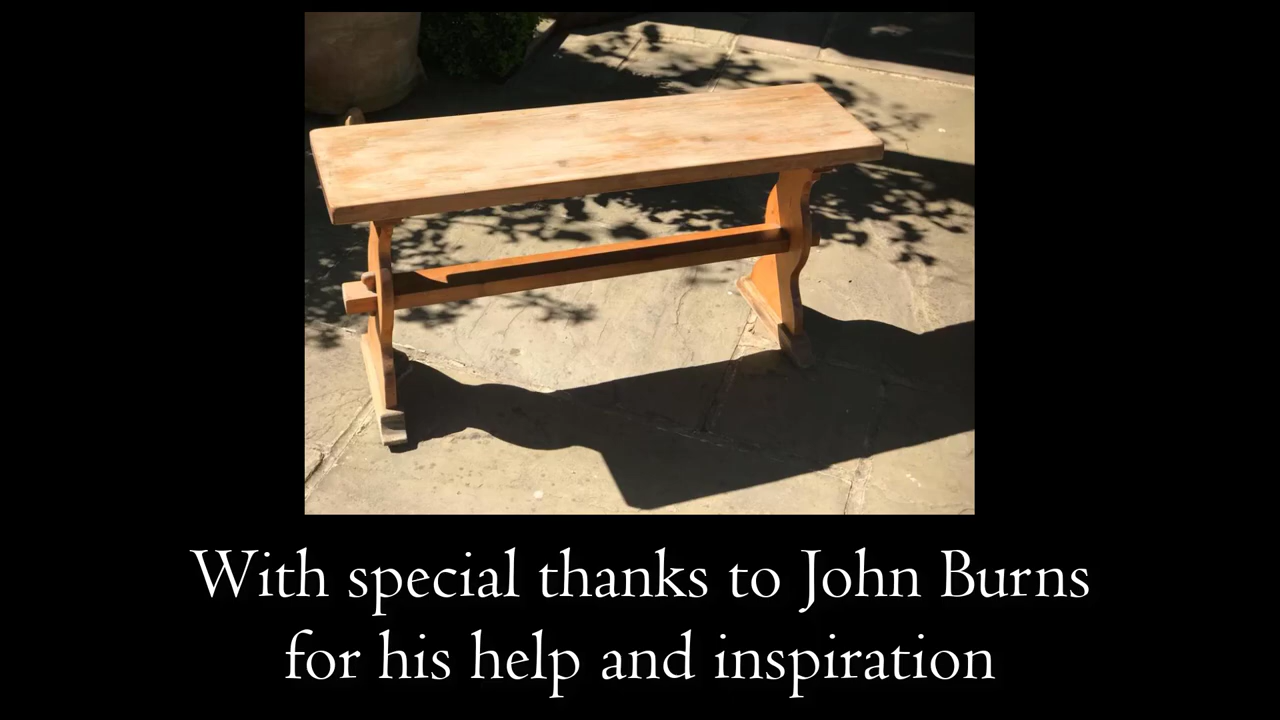 With special thanks to John Burns
for his help and inspiration